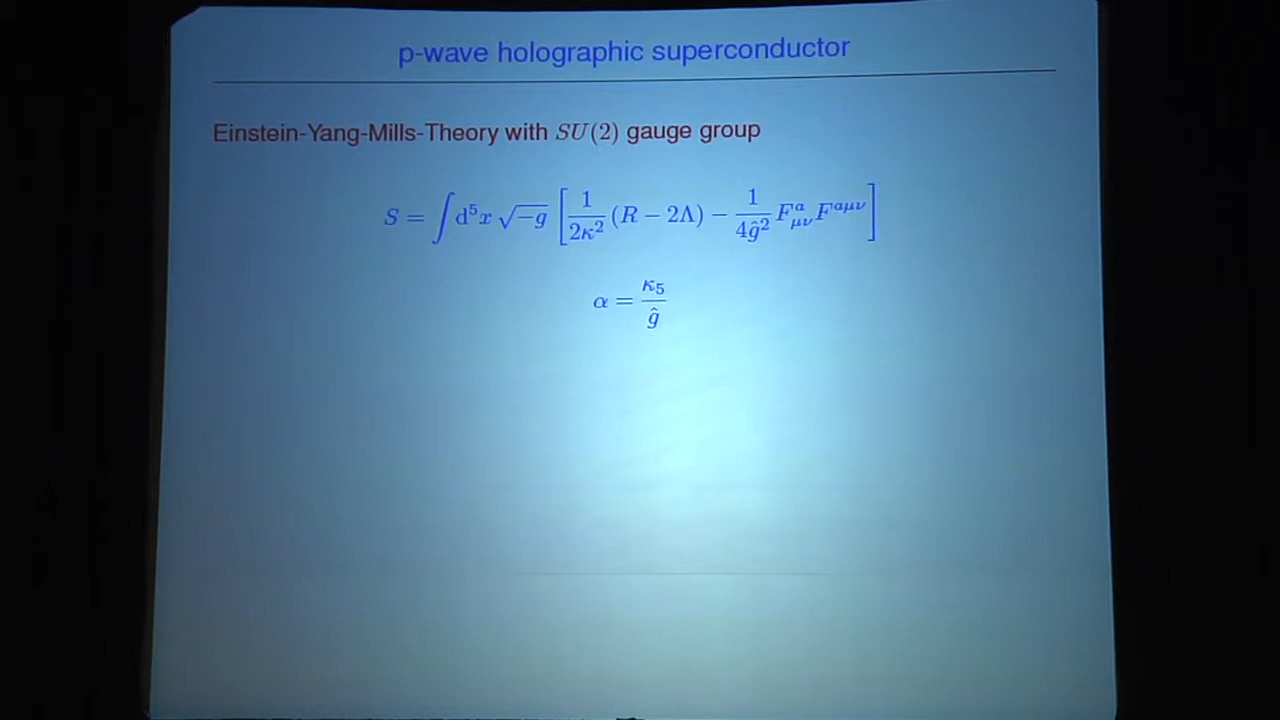 p-wave holographic superconductor
Einstein-Yang-Mills-Theory with SU(2) gauge group
S = ∫ d⁵x √−g [ 1/2κ² (R − 2Λ) − 1/4ĝ² Fᵃ_μν F^aμν ]
α = κ₅/ĝ